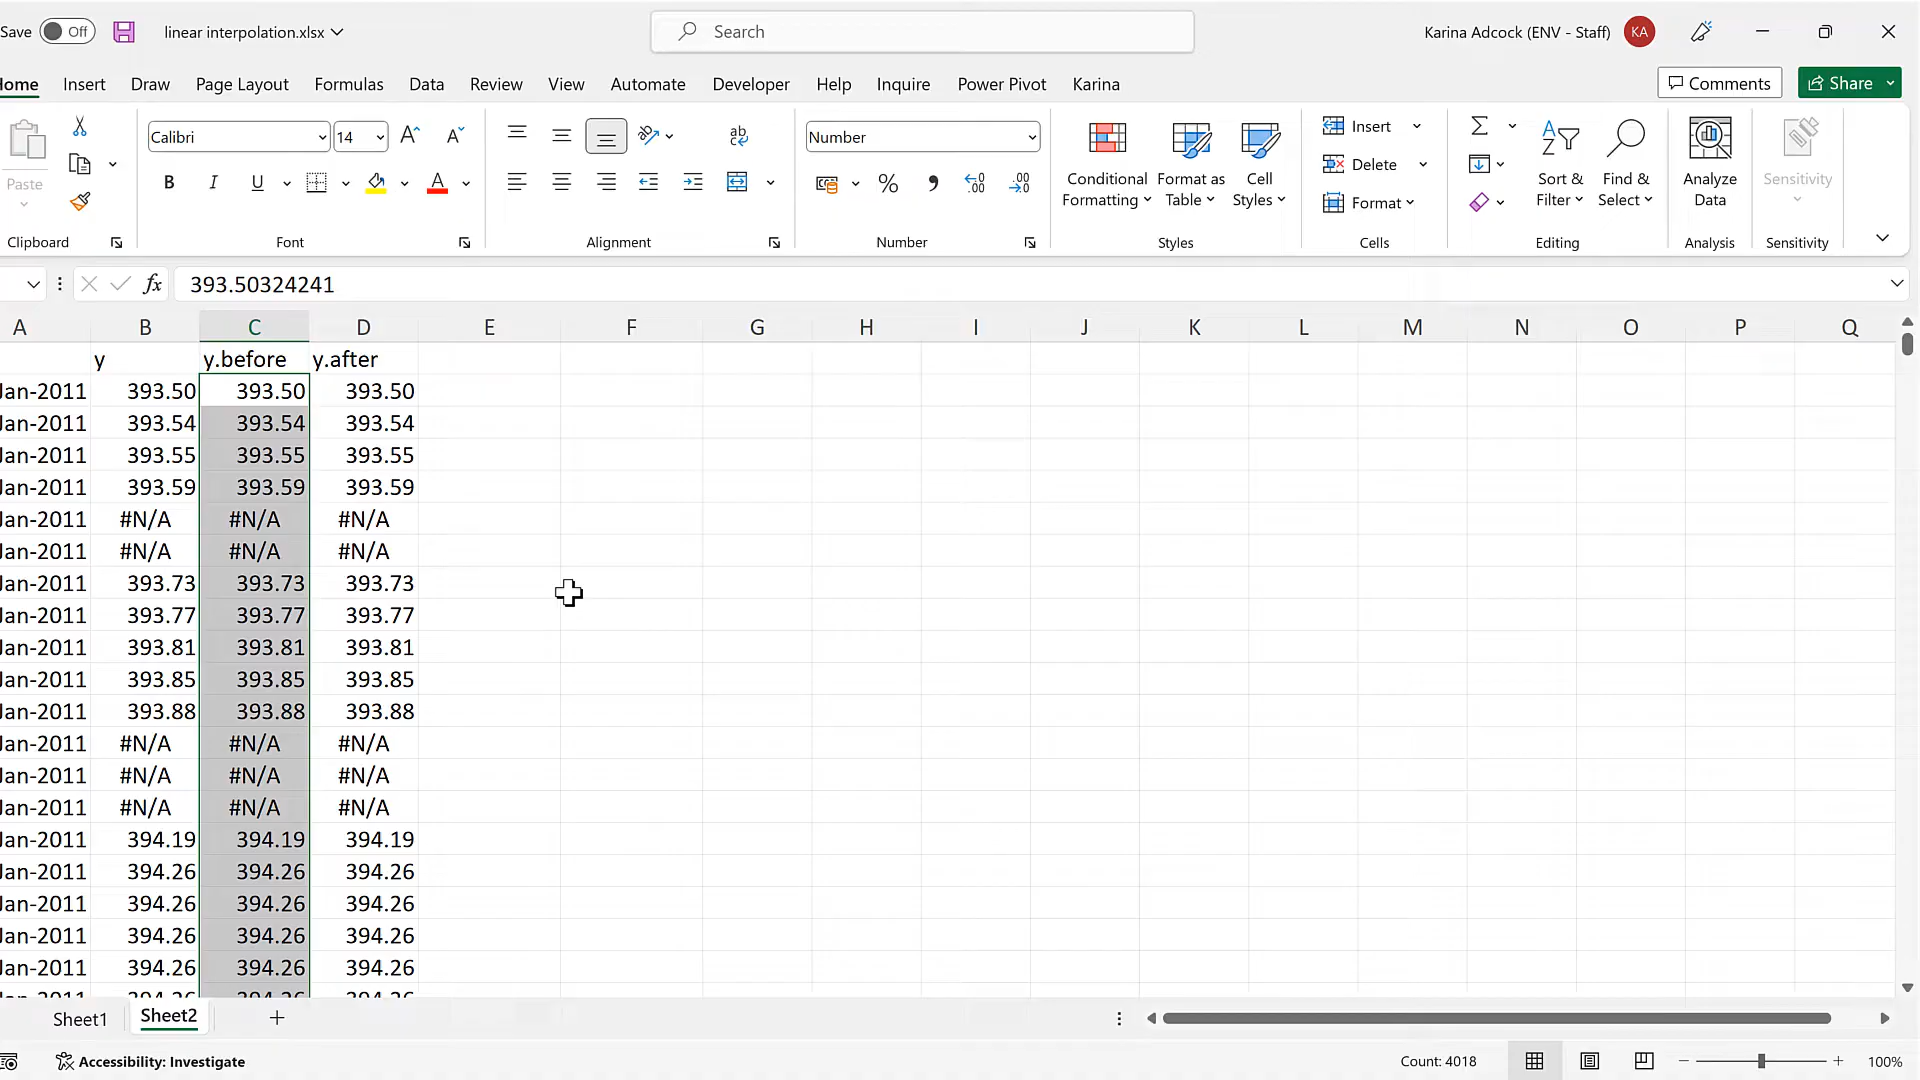 Save Off linear interpolation.xlsx Search Karina Adcock (ENV - Staff) KA
Home Insert Draw Page Layout Formulas Data Review View Automate Developer Help Inquire Power Pivot Karina Comments Share
Paste Calibri 14 A A ab Number Conditional Formatting Format as Table Cell Styles Insert Delete Format Sort & Filter Find & Select Analyze Data Sensitivity
B I U A % .00
Clipboard Font Alignment Number Styles Cells Editing Analysis Sensitivity
fx 393.50324241
A B C D E F G H I J K L M N O P Q
y y.before y.after
Jan-2011 393.50 393.50 393.50
Jan-2011 393.54 393.54 393.54
Jan-2011 393.55 393.55 393.55
Jan-2011 393.59 393.59 393.59
Jan-2011 #N/A #N/A #N/A
Jan-2011 #N/A #N/A #N/A
Jan-2011 393.73 393.73 393.73
Jan-2011 393.77 393.77 393.77
Jan-2011 393.81 393.81 393.81
Jan-2011 393.85 393.85 393.85
Jan-2011 393.88 393.88 393.88
Jan-2011 #N/A #N/A #N/A
Jan-2011 #N/A #N/A #N/A
Jan-2011 #N/A #N/A #N/A
Jan-2011 394.19 394.19 394.19
Jan-2011 394.26 394.26 394.26
Jan-2011 394.26 394.26 394.26
Jan-2011 394.26 394.26 394.26
Jan-2011 394.26 394.26 394.26
Sheet1 Sheet2
Accessibility: Investigate Count: 4018 100%